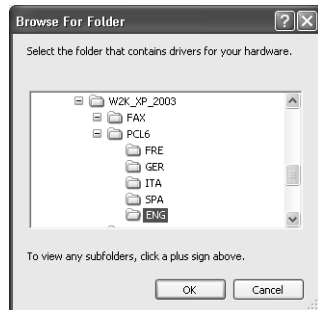 Browse For Folder
Select the folder that contains drivers for your hardware.
W2K_XP_2003
FAX
PCL6
FRE
GER
ITA
SPA
ENG
To view any subfolders, click a plus sign above.
OK Cancel